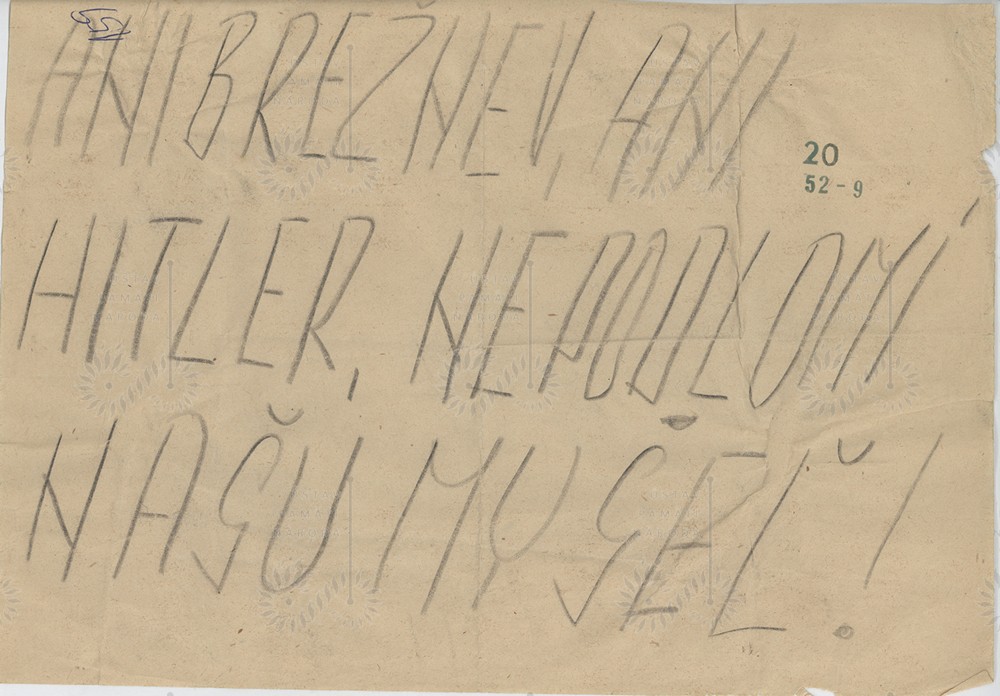 ANI BREŽNEV, ANI
20
52-9
HITLER, NEPODLOMÍ
NAŠU MYSEĽ!